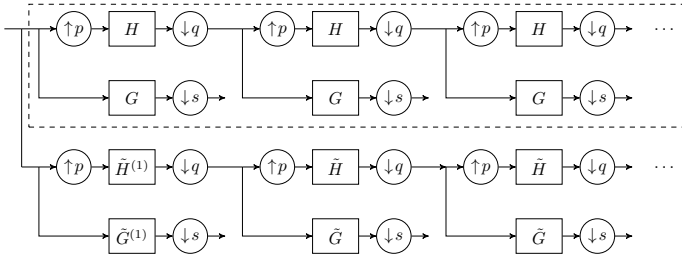 ↑p H ↓q ↑p H ↓q ↑p H ↓q ···
G ↓s G ↓s G ↓s
↑p H̃⁽¹⁾ ↓q ↑p H̃ ↓q ↑p H̃ ↓q ···
G̃⁽¹⁾ ↓s G̃ ↓s G̃ ↓s